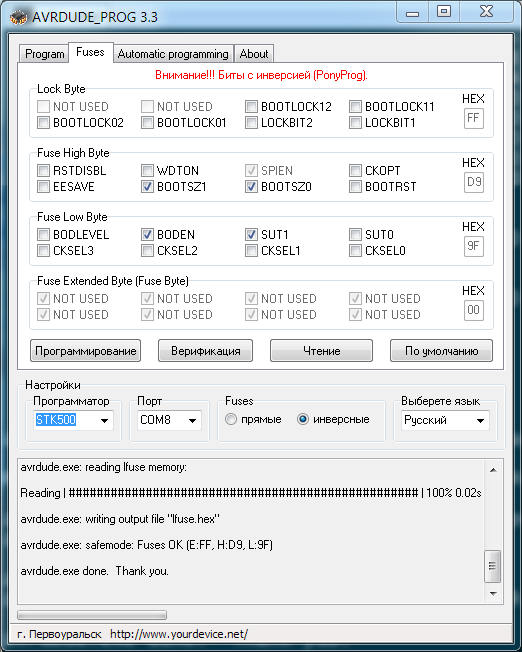 AVRDUDE_PROG 3.3
Program Fuses Automatic programming About
Внимание!!! Биты с инверсией (PonyProg).
Lock Byte
NOT USED NOT USED BOOTLOCK12 BOOTLOCK11 HEX
BOOTLOCK02 BOOTLOCK01 LOCKBIT2 LOCKBIT1 FF
Fuse High Byte
RSTDISBL WDTON SPIEN CKOPT HEX
EESAVE BOOTSZ1 BOOTSZ0 BOOTRST D9
Fuse Low Byte
BODLEVEL BODEN SUT1 SUT0 HEX
CKSEL3 CKSEL2 CKSEL1 CKSEL0 9F
Fuse Extended Byte (Fuse Byte)
NOT USED NOT USED NOT USED NOT USED HEX
NOT USED NOT USED NOT USED NOT USED 00
Программирование Верификация Чтение По умолчанию
Настройки
Программатор Порт Fuses Выберете язык
STK500 COM8 прямые инверсные Русский
avrdude.exe: reading lfuse memory:
Reading | ################################################## | 100% 0.02s
avrdude.exe: writing output file "lfuse.hex"
avrdude.exe: safemode: Fuses OK (E:FF, H:D9, L:9F)
avrdude.exe done. Thank you.
г. Первоуральск http://www.yourdevice.net/